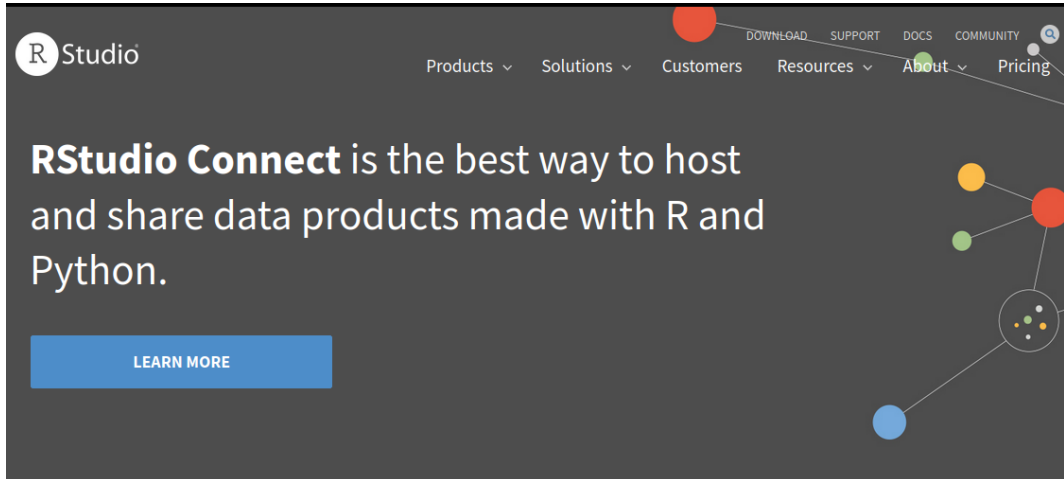 DOWNLOAD SUPPORT DOCS COMMUNITY
R Studio
Products Solutions Customers Resources About Pricing
RStudio Connect is the best way to host
and share data products made with R and
Python.
LEARN MORE